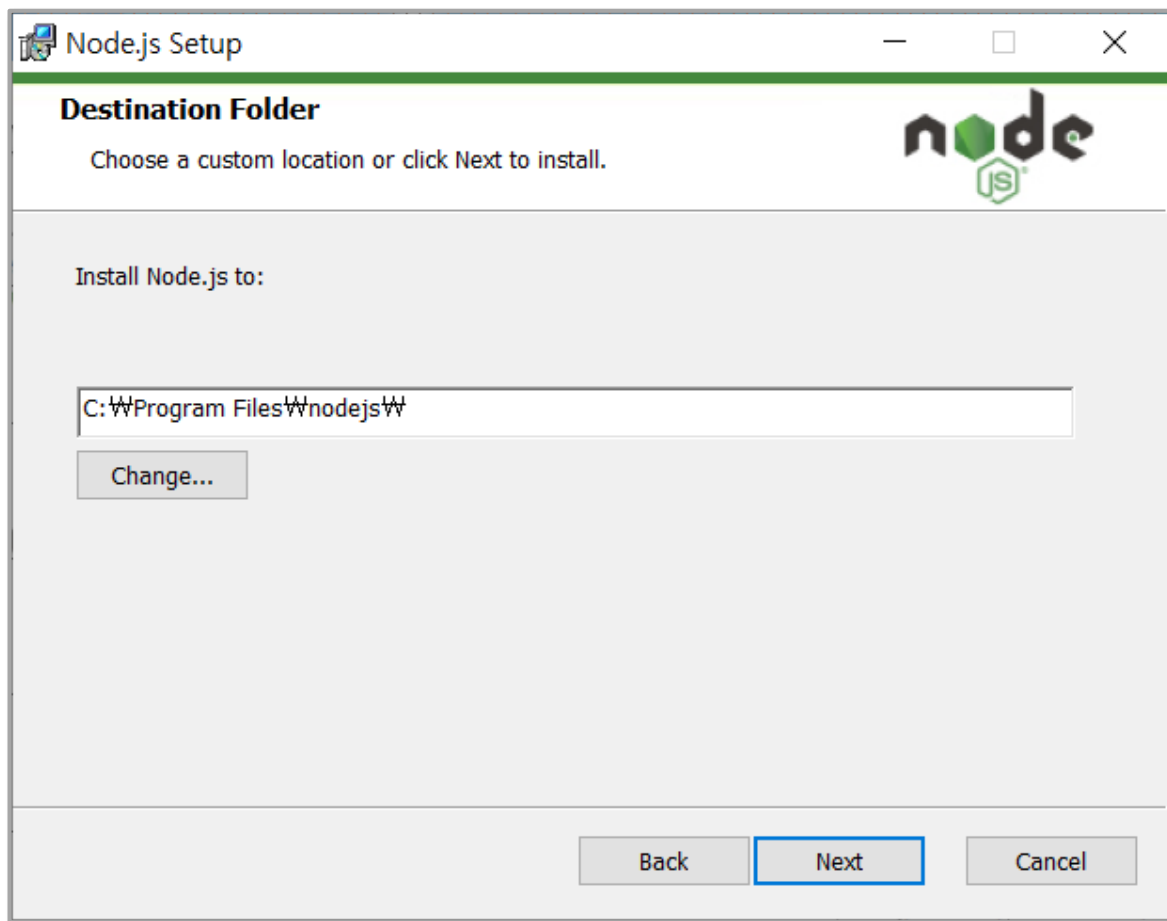 Node.js Setup
Destination Folder
Choose a custom location or click Next to install.
node
JS
Install Node.js to:
C:₩Program Files₩nodejs₩
Change...
Back
Next
Cancel